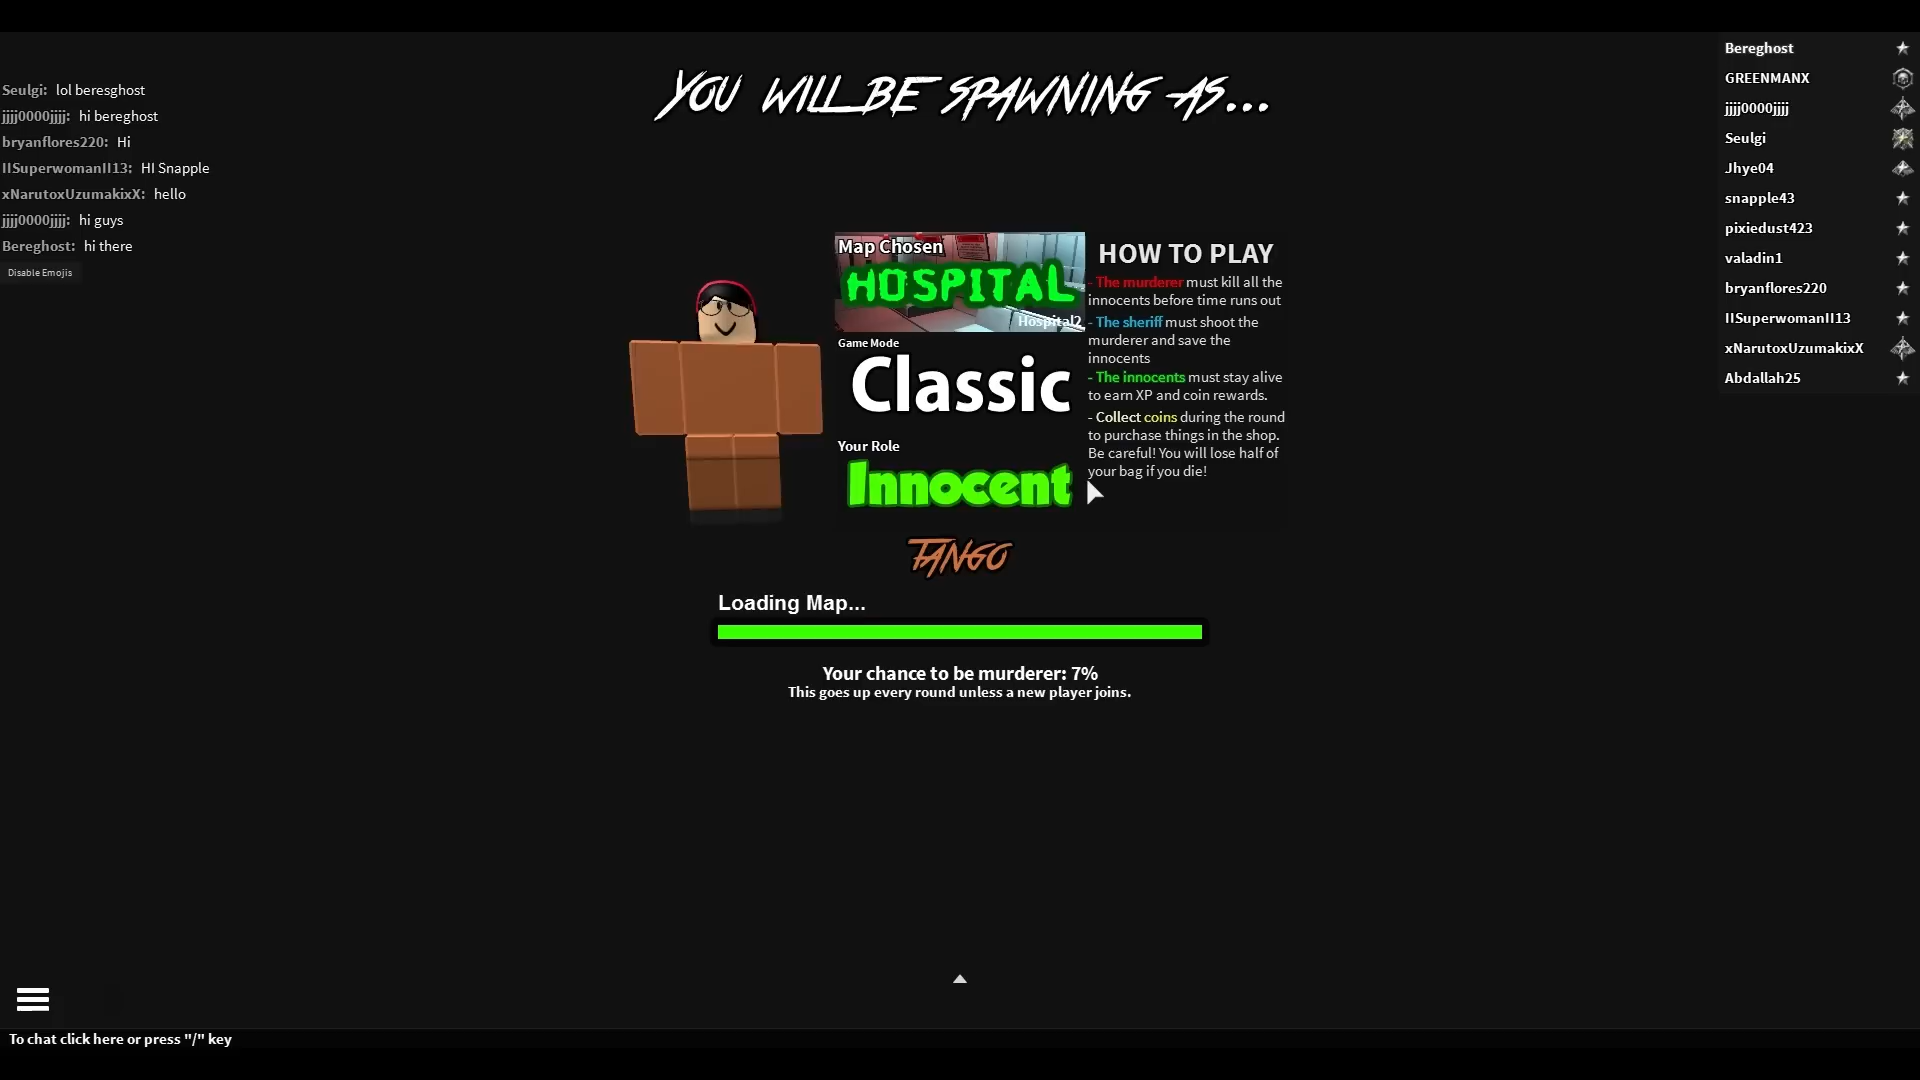 YOU WILL BE SPAWNING AS...
Seulgi: lol beresghost
jjjj0000jjjj: hi bereghost
bryanflores220: Hi
IISuperwomanII13: HI Snapple
xNarutoxUzumakixX: hello
jjjj0000jjjj: hi guys
Bereghost: hi there
Disable Emojis
Map Chosen
HOSPITAL
Hospital2
Game Mode
Classic
Your Role
Innocent
HOW TO PLAY
- The murderer must kill all the
innocents before time runs out
- The sheriff must shoot the
murderer and save the
innocents
- The innocents must stay alive
to earn XP and coin rewards.
- Collect coins during the round
to purchase things in the shop.
Be careful! You will lose half of
your bag if you die!
TANGO
Loading Map...
Your chance to be murderer: 7%
This goes up every round unless a new player joins.
Bereghost
GREENMANX
jjjj0000jjjj
Seulgi
Jhye04
snapple43
pixiedust423
valadin1
bryanflores220
IISuperwomanII13
xNarutoxUzumakixX
Abdallah25
To chat click here or press "/" key